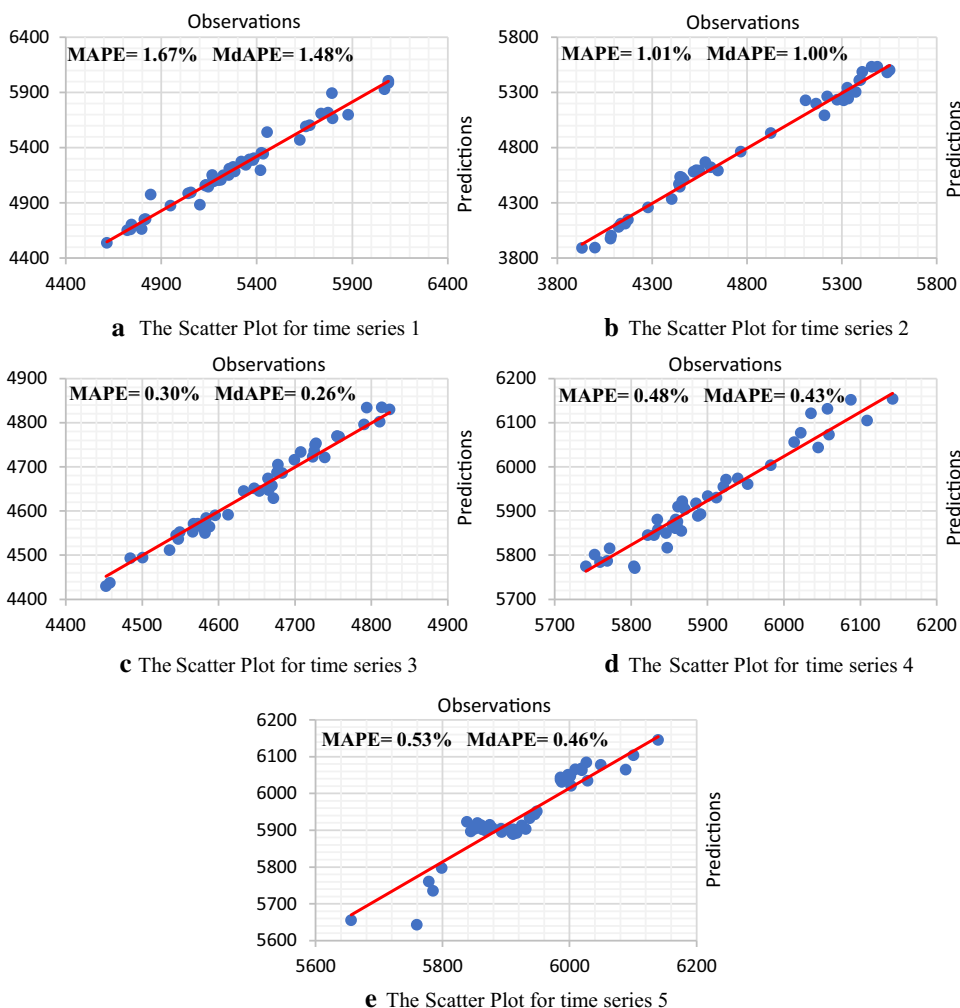 Observations
MAPE= 1.67% MdAPE= 1.48%
6400
5900
5400
4900
4400
4400 4900 5400 5900 6400
Predictions
a The Scatter Plot for time series 1
Observations
MAPE= 1.01% MdAPE= 1.00%
5800
5300
4800
4300
3800
3800 4300 4800 5300 5800
Predictions
b The Scatter Plot for time series 2
Observations
MAPE= 0.30% MdAPE= 0.26%
4900
4800
4700
4600
4500
4400
4400 4500 4600 4700 4800 4900
Predictions
c The Scatter Plot for time series 3
Observations
MAPE= 0.48% MdAPE= 0.43%
6200
6100
6000
5900
5800
5700
5700 5800 5900 6000 6100 6200
Predictions
d The Scatter Plot for time series 4
Observations
MAPE= 0.53% MdAPE= 0.46%
6200
6100
6000
5900
5800
5700
5600
5600 5800 6000 6200
Predictions
e The Scatter Plot for time series 5